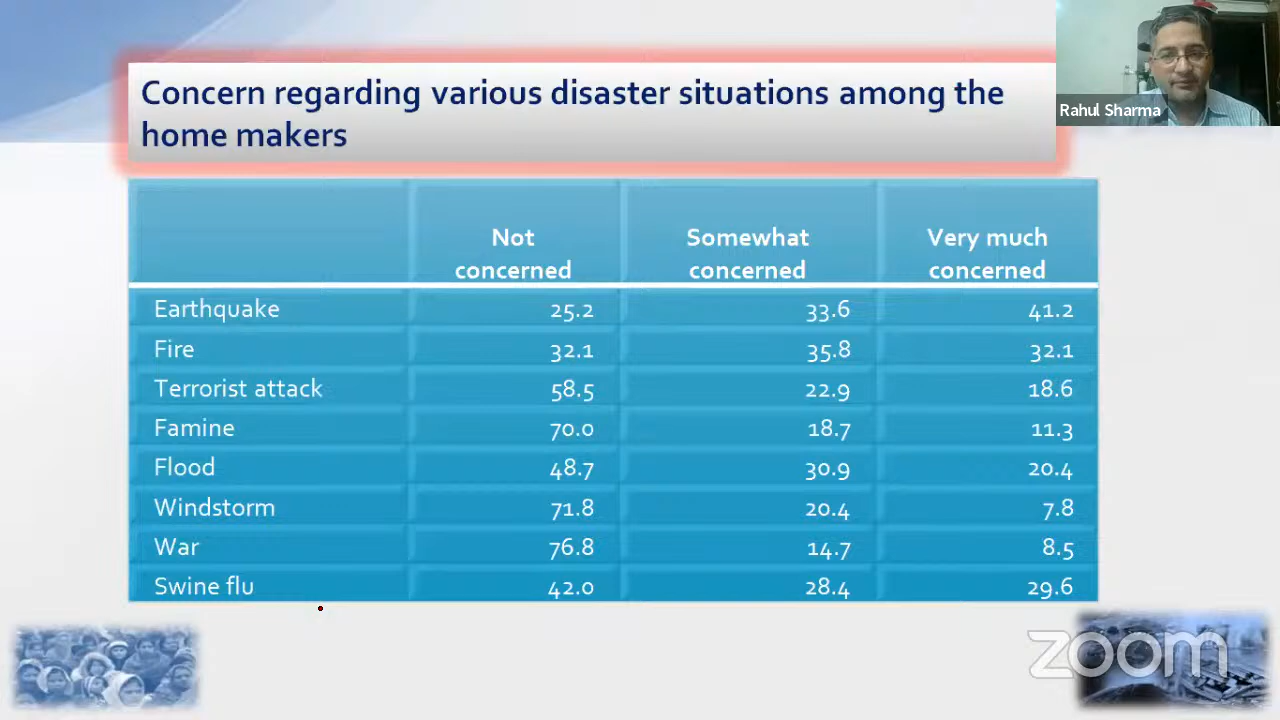 Concern regarding various disaster situations among the
home makers
Rahul Sharma
Not concerned Somewhat concerned Very much concerned
Earthquake 25.2 33.6 41.2
Fire 32.1 35.8 32.1
Terrorist attack 58.5 22.9 18.6
Famine 70.0 18.7 11.3
Flood 48.7 30.9 20.4
Windstorm 71.8 20.4 7.8
War 76.8 14.7 8.5
Swine flu 42.0 28.4 29.6
zoom